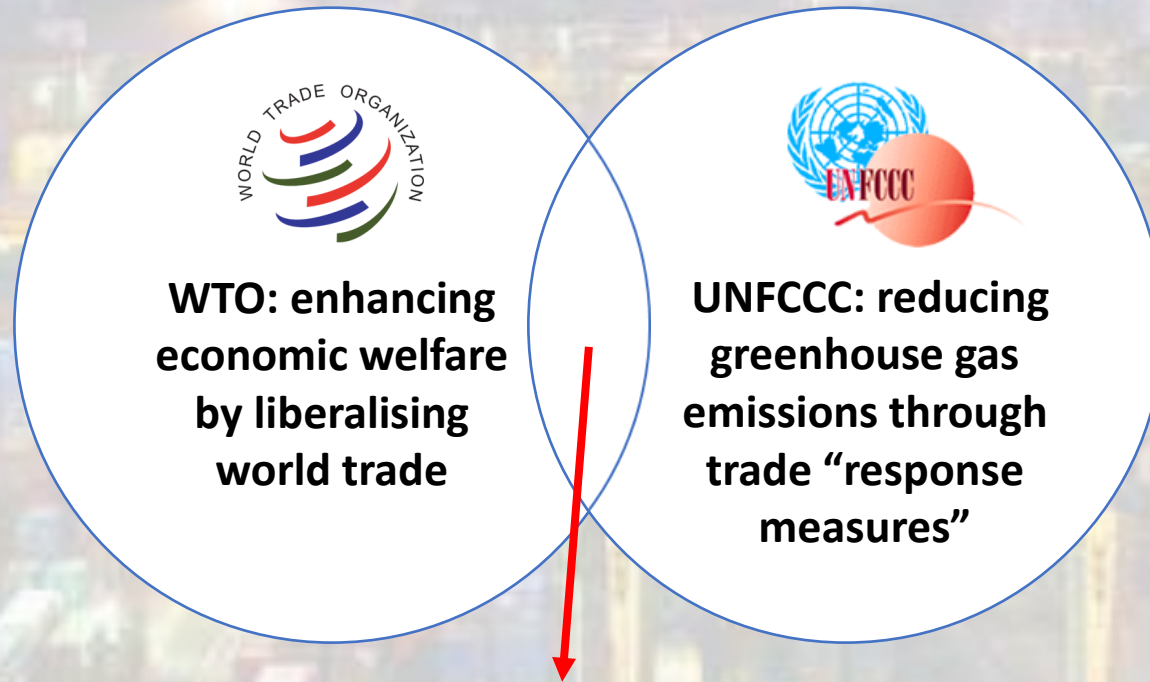 WORLD TRADE ORGANIZATION
WTO: enhancing
economic welfare
by liberalising
world trade
UNFCCC
UNFCCC: reducing
greenhouse gas
emissions through
trade “response
measures”